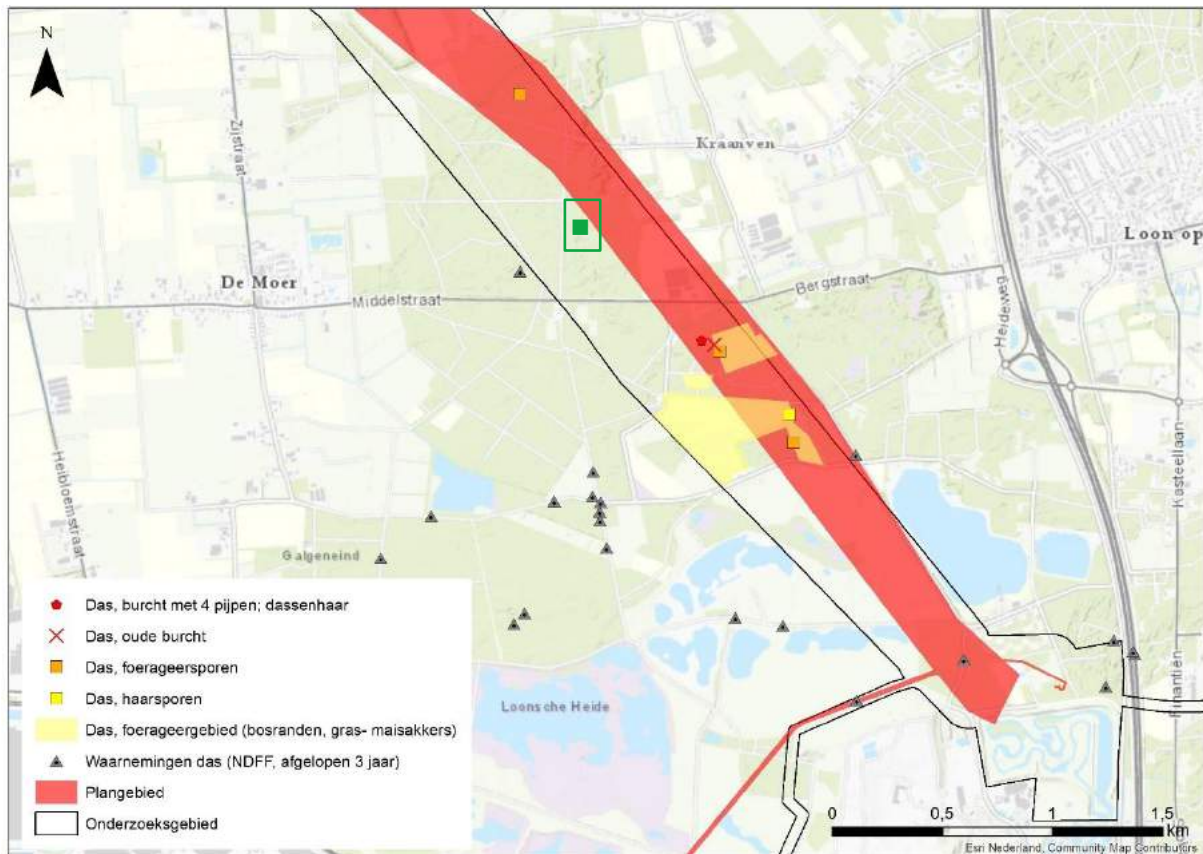 N
Kraanven
Zijstraat
Loon op
De Moer
Middelstraat
Bergstraat
Heideweg
Heibloemstraat
Kasteellaan
Galgeneind
Loonsche Heide
Das, burcht met 4 pijpen; dassenhaar
Das, oude burcht
Das, foerageersporen
Das, haarsporen
Das, foerageergebied (bosranden, gras- maisakkers)
Waarnemingen das (NDFF, afgelopen 3 jaar)
Plangebied
Onderzoeksgebied
0 0,5 1 1,5
km
Esri Nederland, Community Map Contributors